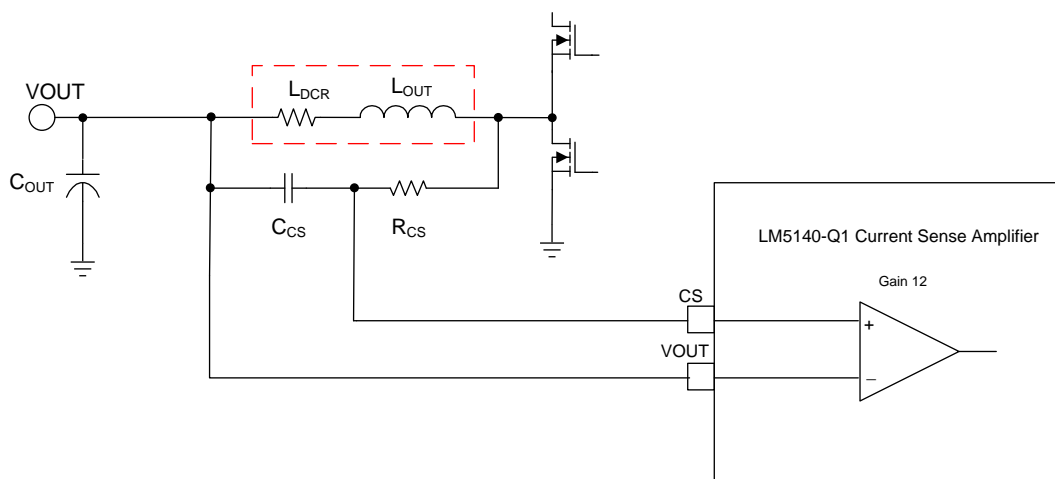 VOUT
L_DCR
L_OUT
C_OUT
C_CS
R_CS
LM5140-Q1 Current Sense Amplifier
Gain 12
CS
+
VOUT
−